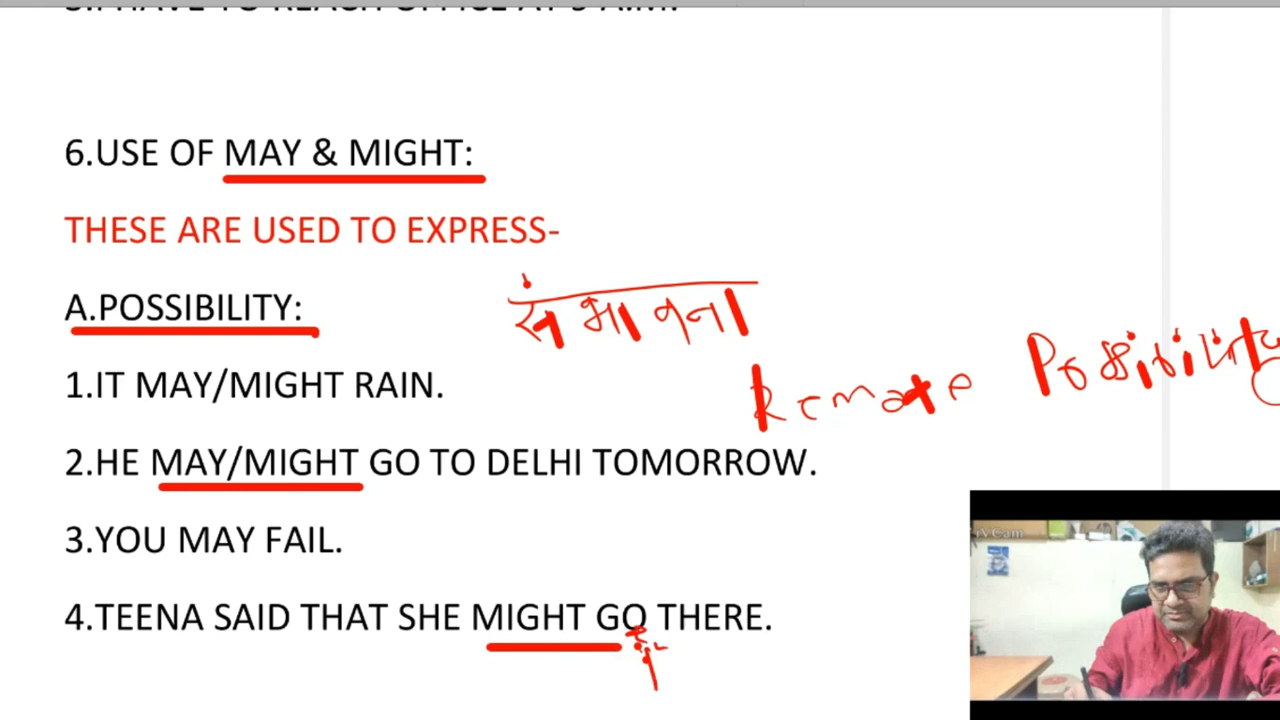 6.USE OF MAY & MIGHT:
THESE ARE USED TO EXPRESS-
A.POSSIBILITY:
संभावना
1.IT MAY/MIGHT RAIN.
Remote Possibility
2.HE MAY/MIGHT GO TO DELHI TOMORROW.
3.YOU MAY FAIL.
4.TEENA SAID THAT SHE MIGHT GO THERE.
iVCam